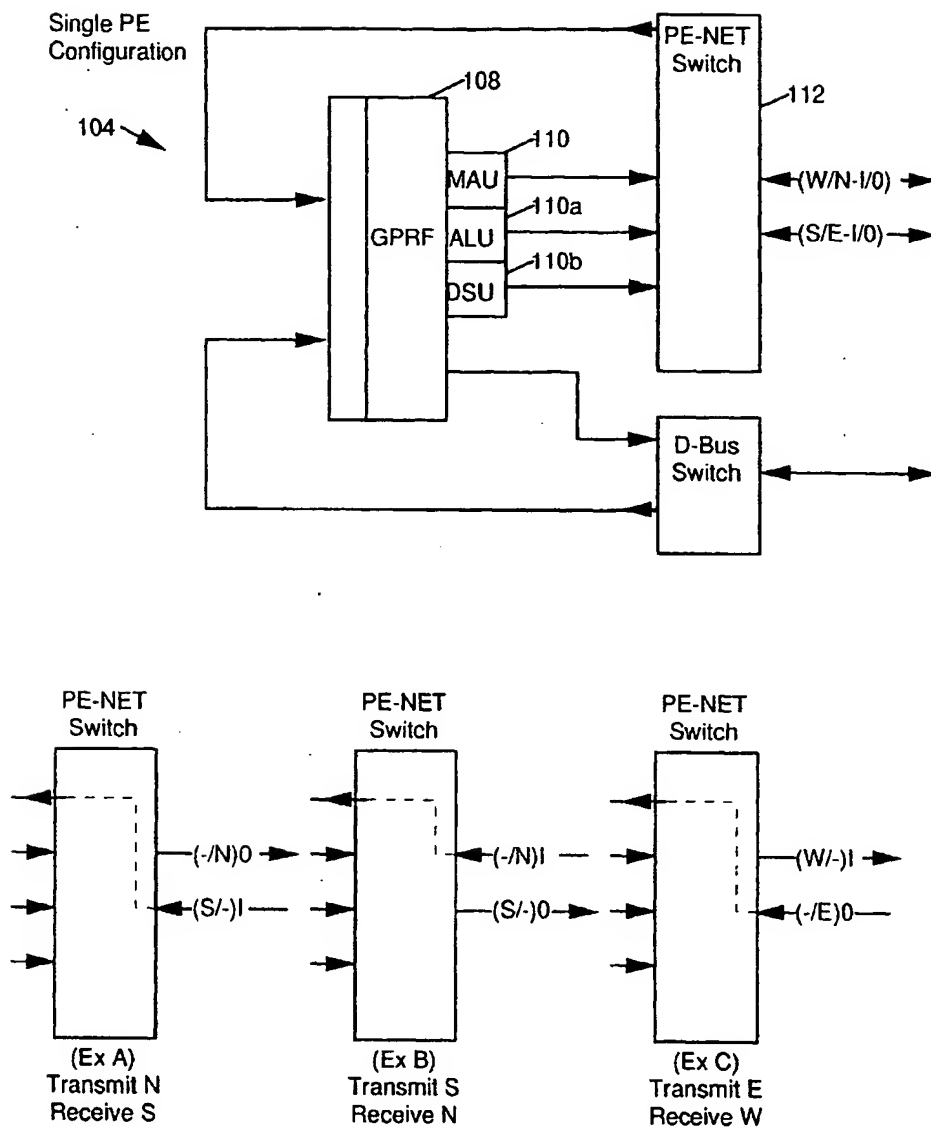 Single PE
Configuration
104
108
110
MAU
110a
GPRF
ALU
110b
DSU
PE-NET
Switch
112
(W/N-I/0)
(S/E-I/0)
D-Bus
Switch
PE-NET
Switch
(-/N)0
(S/-)I
(Ex A)
Transmit N
Receive S
PE-NET
Switch
(-/N)I
(S/-)0
(Ex B)
Transmit S
Receive N
PE-NET
Switch
(W/-)I
(-/E)0
(Ex C)
Transmit E
Receive W